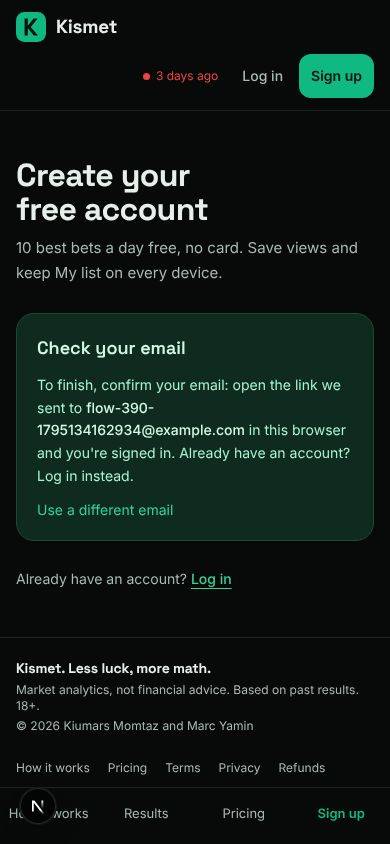 K Kismet
3 days ago Log in Sign up
Create your
free account
10 best bets a day free, no card. Save views and
keep My list on every device.
Check your email
To finish, confirm your email: open the link we
sent to flow-390-
1795134162934@example.com in this browser
and you're signed in. Already have an account?
Log in instead.
Use a different email
Already have an account? Log in
Kismet. Less luck, more math.
Market analytics, not financial advice. Based on past results.
18+.
© 2026 Kiumars Momtaz and Marc Yamin
How it works Pricing Terms Privacy Refunds
N works Results Pricing Sign up